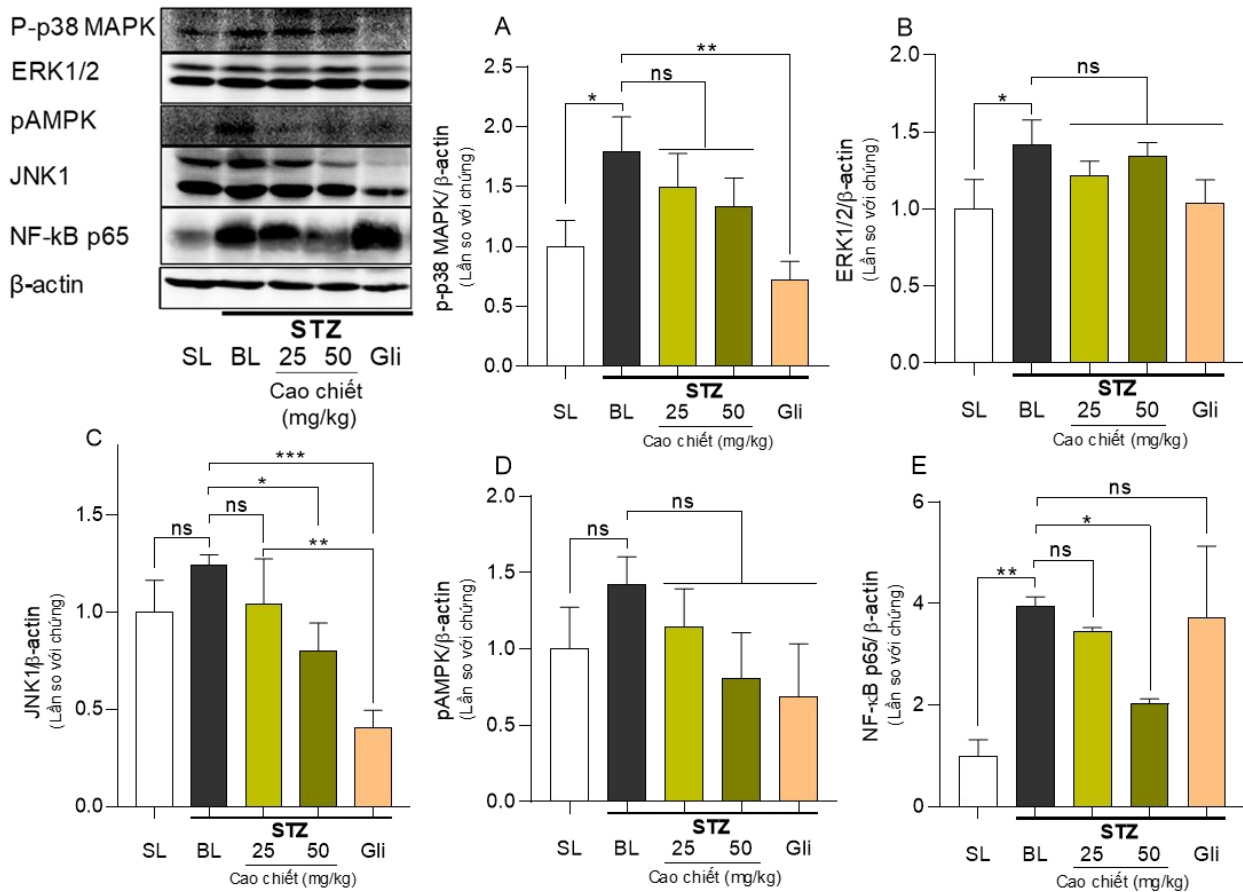 P-p38 MAPK
ERK1/2
pAMPK
JNK1
NF-kB p65
β-actin
STZ
SL BL 25 50 Gli
Cao chiết
(mg/kg)
A
p-p38 MAPK/ β-actin
(Lần so với chứng)
2.5
2.0
1.5
1.0
0.5
0.0
*
ns
**
STZ
SL BL 25 50 Gli
Cao chiết (mg/kg)
B
ERK1/2/β-actin
(Lần so với chứng)
2.0
1.5
1.0
0.5
0.0
*
ns
STZ
SL BL 25 50 Gli
Cao chiết (mg/kg)
C
JNK1/β-actin
(Lần so với chứng)
1.5
1.0
0.5
0.0
ns
ns
*
***
**
STZ
SL BL 25 50 Gli
Cao chiết (mg/kg)
D
pAMPK/β-actin
(Lần so với chứng)
2.0
1.5
1.0
0.5
0.0
ns
ns
STZ
SL BL 25 50 Gli
Cao chiết (mg/kg)
E
NF-κB p65/ β-actin
(Lần so với chứng)
6
4
2
0
**
ns
*
ns
STZ
SL BL 25 50 Gli
Cao chiết (mg/kg)